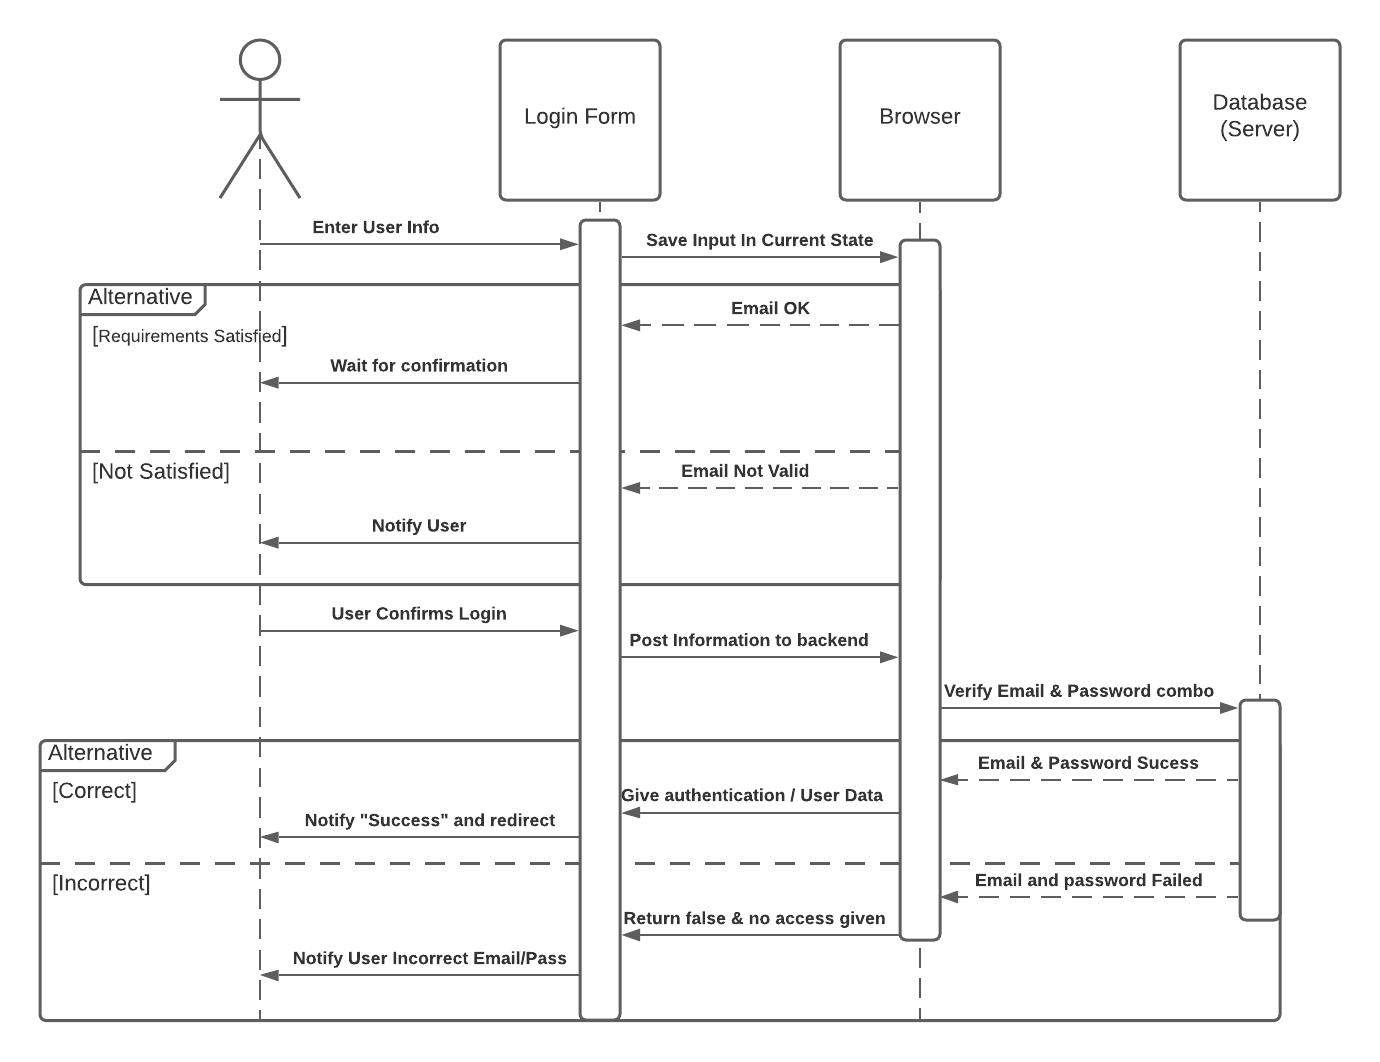 Login Form
Browser
Database
(Server)
Enter User Info
Save Input In Current State
Alternative
Email OK
[Requirements Satisfied]
Wait for confirmation
[Not Satisfied]
Email Not Valid
Notify User
User Confirms Login
Post Information to backend
Verify Email & Password combo
Alternative
Email & Password Sucess
[Correct]
Give authentication / User Data
Notify "Success" and redirect
[Incorrect]
Email and password Failed
Return false & no access given
Notify User Incorrect Email/Pass